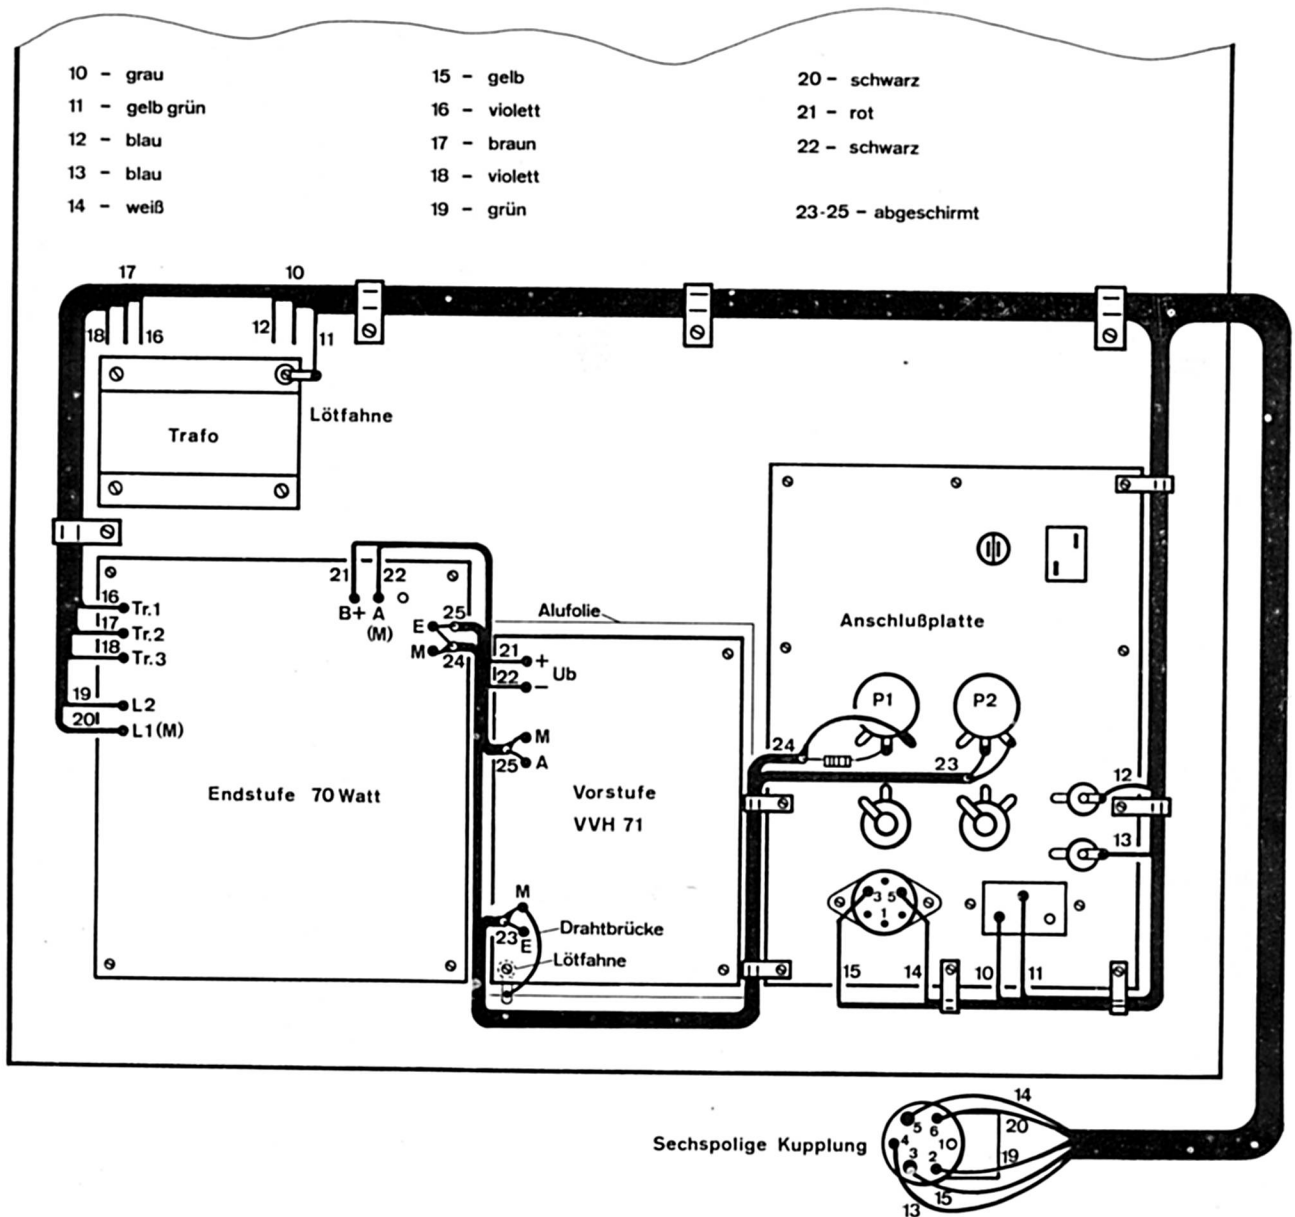 10 - grau
11 - gelb grün
12 - blau
13 - blau
14 - weiß
15 - gelb
16 - violett
17 - braun
18 - violett
19 - grün
20 - schwarz
21 - rot
22 - schwarz
23-25 - abgeschirmt
17
10
18
16
12
11
Lötfahne
Trafo
21
22
B+ A
(M)
16
Tr.1
17
Tr.2
18
Tr.3
19
L2
20
L1(M)
E
25
M
24
Endstufe 70 Watt
Alufolie
21
+
Ub
22
-
M
25
A
Vorstufe
VVH 71
M
23
E
Drahtbrücke
Lötfahne
Anschlußplatte
P1
P2
24
23
12
13
3 5
1
15
14
10
11
Sechspolige Kupplung
5
6
4
1
3
2
14
20
19
15
13